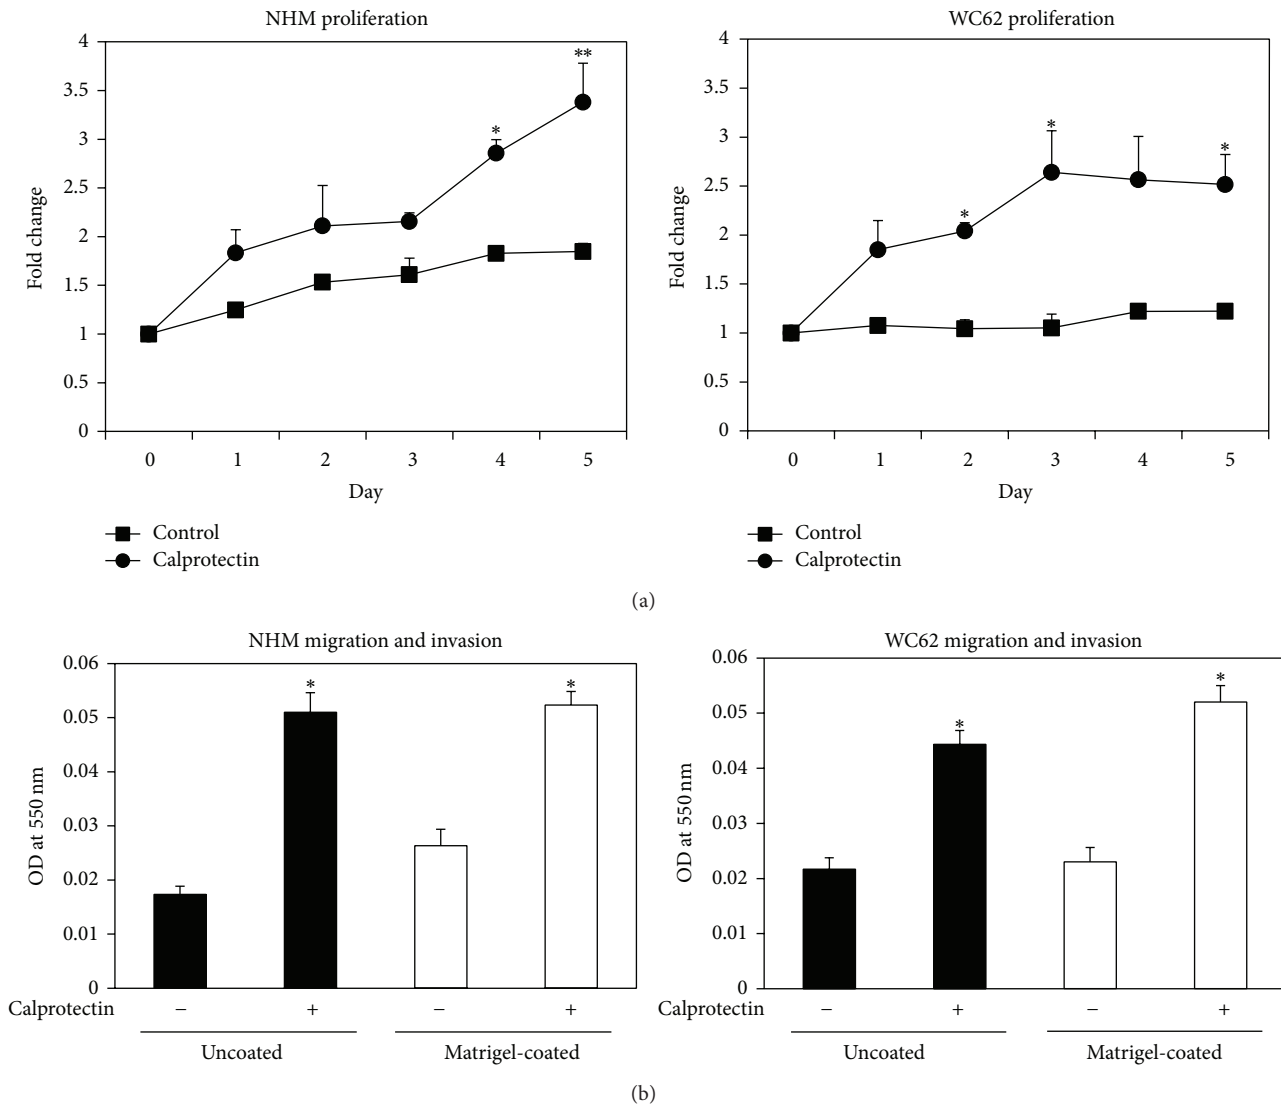 NHM proliferation
4
3.5
3
2.5
2
1.5
1
0.5
0
Fold change
**
*
0 1 2 3 4 5
Day
Control
Calprotectin
WC62 proliferation
4
3.5
3
2.5
2
1.5
1
0.5
0
Fold change
*
*
*
0 1 2 3 4 5
Day
Control
Calprotectin
(a)
NHM migration and invasion
0.06
0.05
0.04
0.03
0.02
0.01
0
OD at 550 nm
* *
Calprotectin − + − +
Uncoated Matrigel-coated
WC62 migration and invasion
0.06
0.05
0.04
0.03
0.02
0.01
0
OD at 550 nm
*
*
Calprotectin − + − +
Uncoated Matrigel-coated
(b)